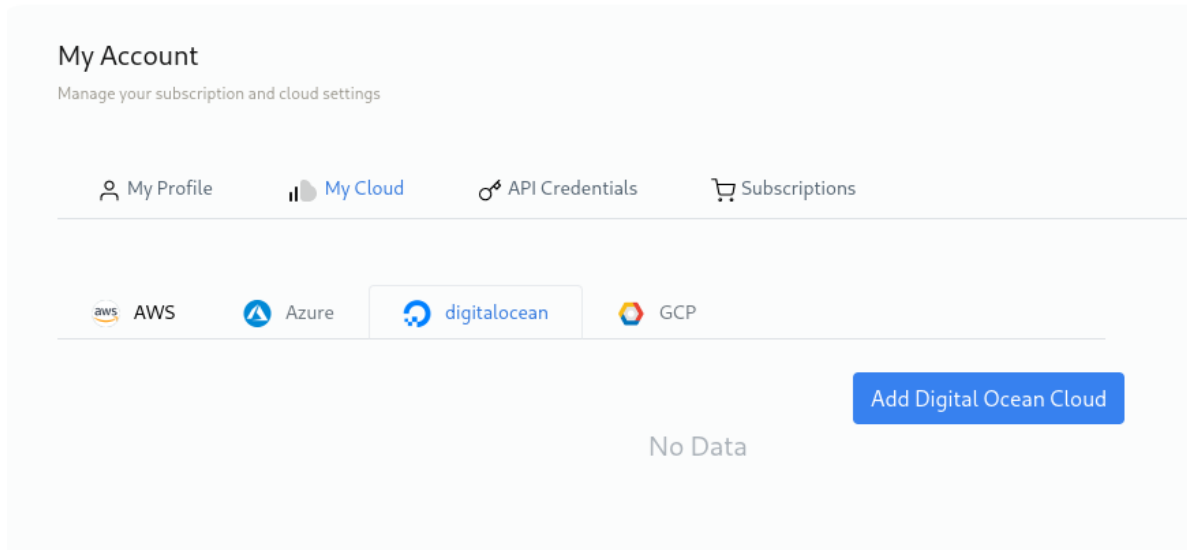 My Account
Manage your subscription and cloud settings
My Profile My Cloud API Credentials Subscriptions
aws AWS Azure digitalocean GCP
Add Digital Ocean Cloud
No Data